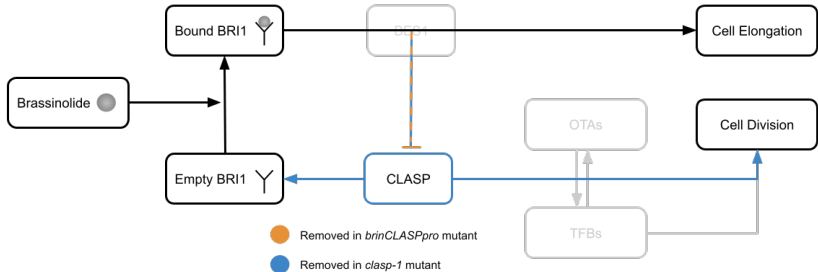 Bound BRI1
BES1
Cell Elongation
Brassinolide
OTAs
Cell Division
Empty BRI1
CLASP
TFBs
Removed in brinCLASPpro mutant
Removed in clasp-1 mutant